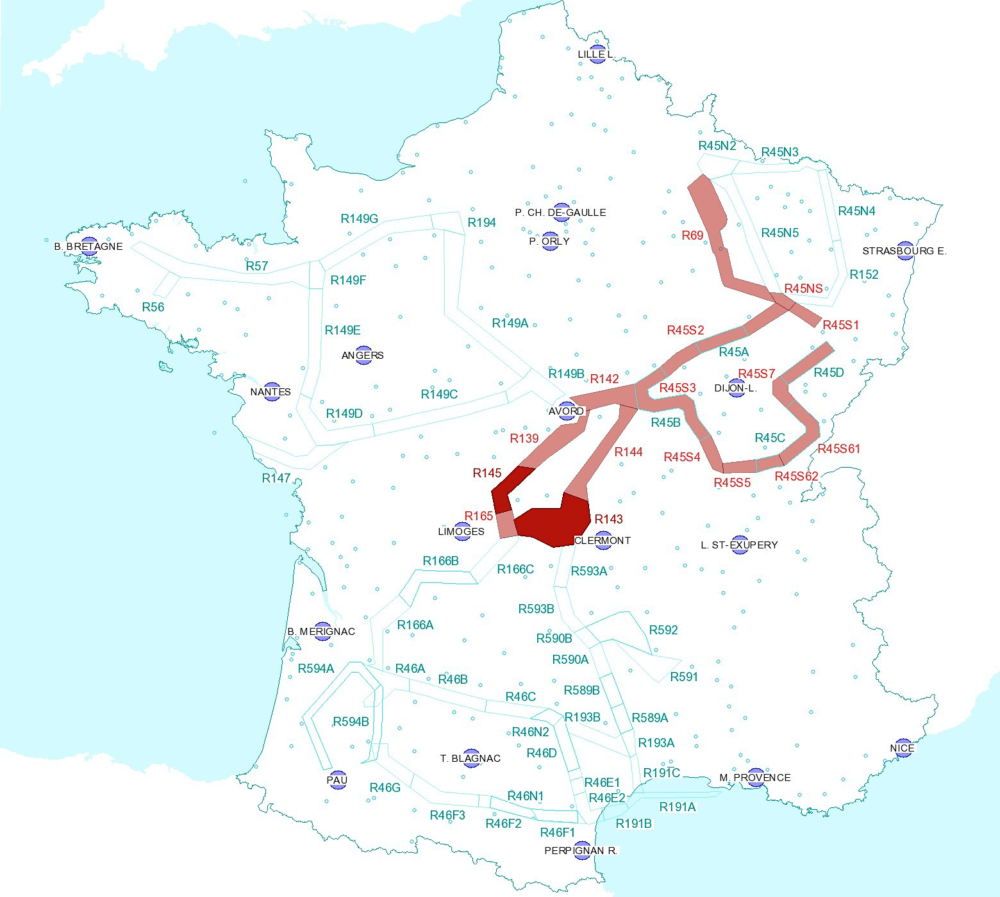 LILLE L.
R45N2
R45N3
P. CH. DE-GAULLE
R45N4
R149G
R194
R69
R45N5
P. ORLY
B. BRETAGNE
STRASBOURG E.
R57
R149F
R152
R45NS
R56
R149A
R45S1
R149E
R45S2
ANGERS
R45A
R149B
R142
R45S7
R45D
NANTES
R149C
R45S3
DIJON-L.
R149D
AVORD
R45B
R139
R45C
R144
R45S4
R45S61
R147
R145
R45S5
R45S62
R165
R143
LIMOGES
CLERMONT
L. ST-EXUPERY
R166B
R166C
R593A
R593B
R166A
B. MERIGNAC
R590B
R592
R590A
R594A
R46A
R46B
R591
R589B
R46C
R193B
R589A
R594B
R46N2
R193A
R46D
NICE
T. BLAGNAC
R191C
PAU
M. PROVENCE
R46G
R46E1
R46N1
R46E2
R191A
R46F3
R46F2
R191B
R46F1
PERPIGNAN R.